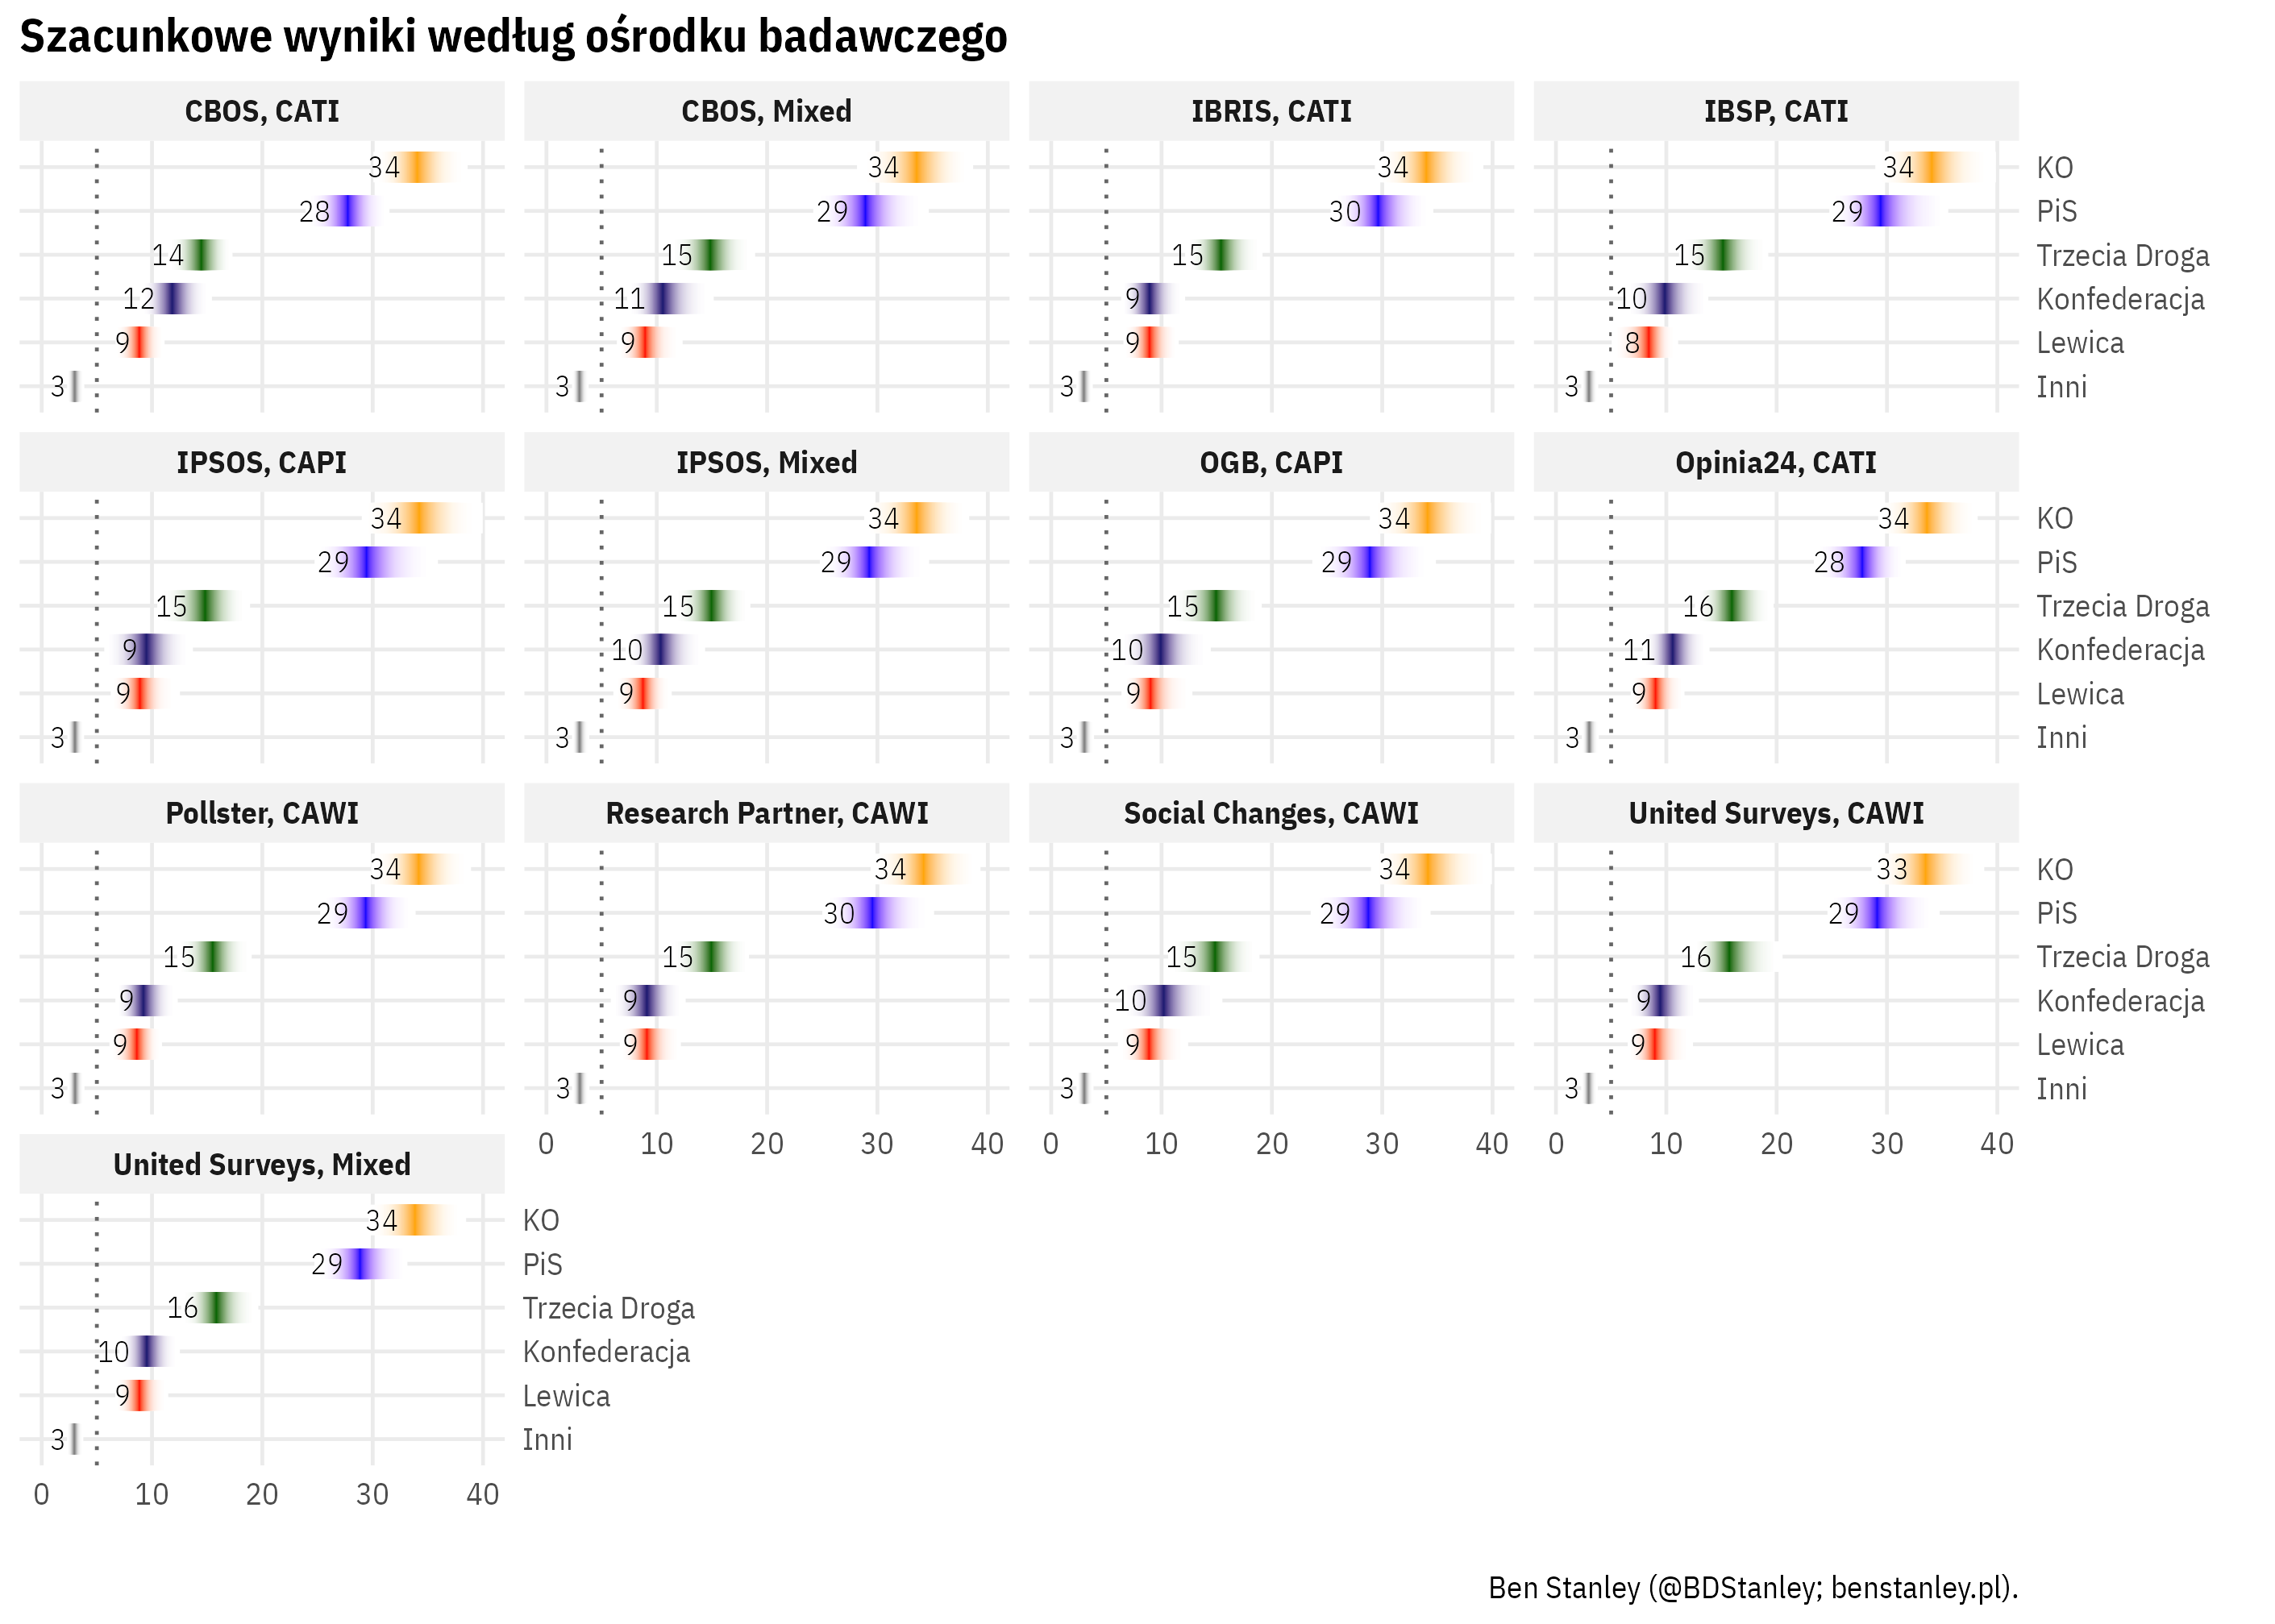 Szacunkowe wyniki według ośrodku badawczego
CBOS, CATI
CBOS, Mixed
IBRIS, CATI
IBSP, CATI
34 34 34 34 KO
28 29 30 29 PiS
14 15 15 15 Trzecia Droga
12 11 9 10 Konfederacja
9 9 9 8 Lewica
3 3 3 3 Inni
IPSOS, CAPI
IPSOS, Mixed
OGB, CAPI
Opinia24, CATI
34 34 34 34 KO
29 29 29 28 PiS
15 15 15 16 Trzecia Droga
9 10 10 11 Konfederacja
9 9 9 9 Lewica
3 3 3 3 Inni
Pollster, CAWI
Research Partner, CAWI
Social Changes, CAWI
United Surveys, CAWI
34 34 34 33 KO
29 30 29 29 PiS
15 15 15 16 Trzecia Droga
9 9 10 9 Konfederacja
9 9 9 9 Lewica
3 3 3 3 Inni
0 10 20 30 40 0 10 20 30 40 0 10 20 30 40
United Surveys, Mixed
34 KO
29 PiS
16 Trzecia Droga
10 Konfederacja
9 Lewica
3 Inni
0 10 20 30 40
Ben Stanley (@BDStanley; benstanley.pl).